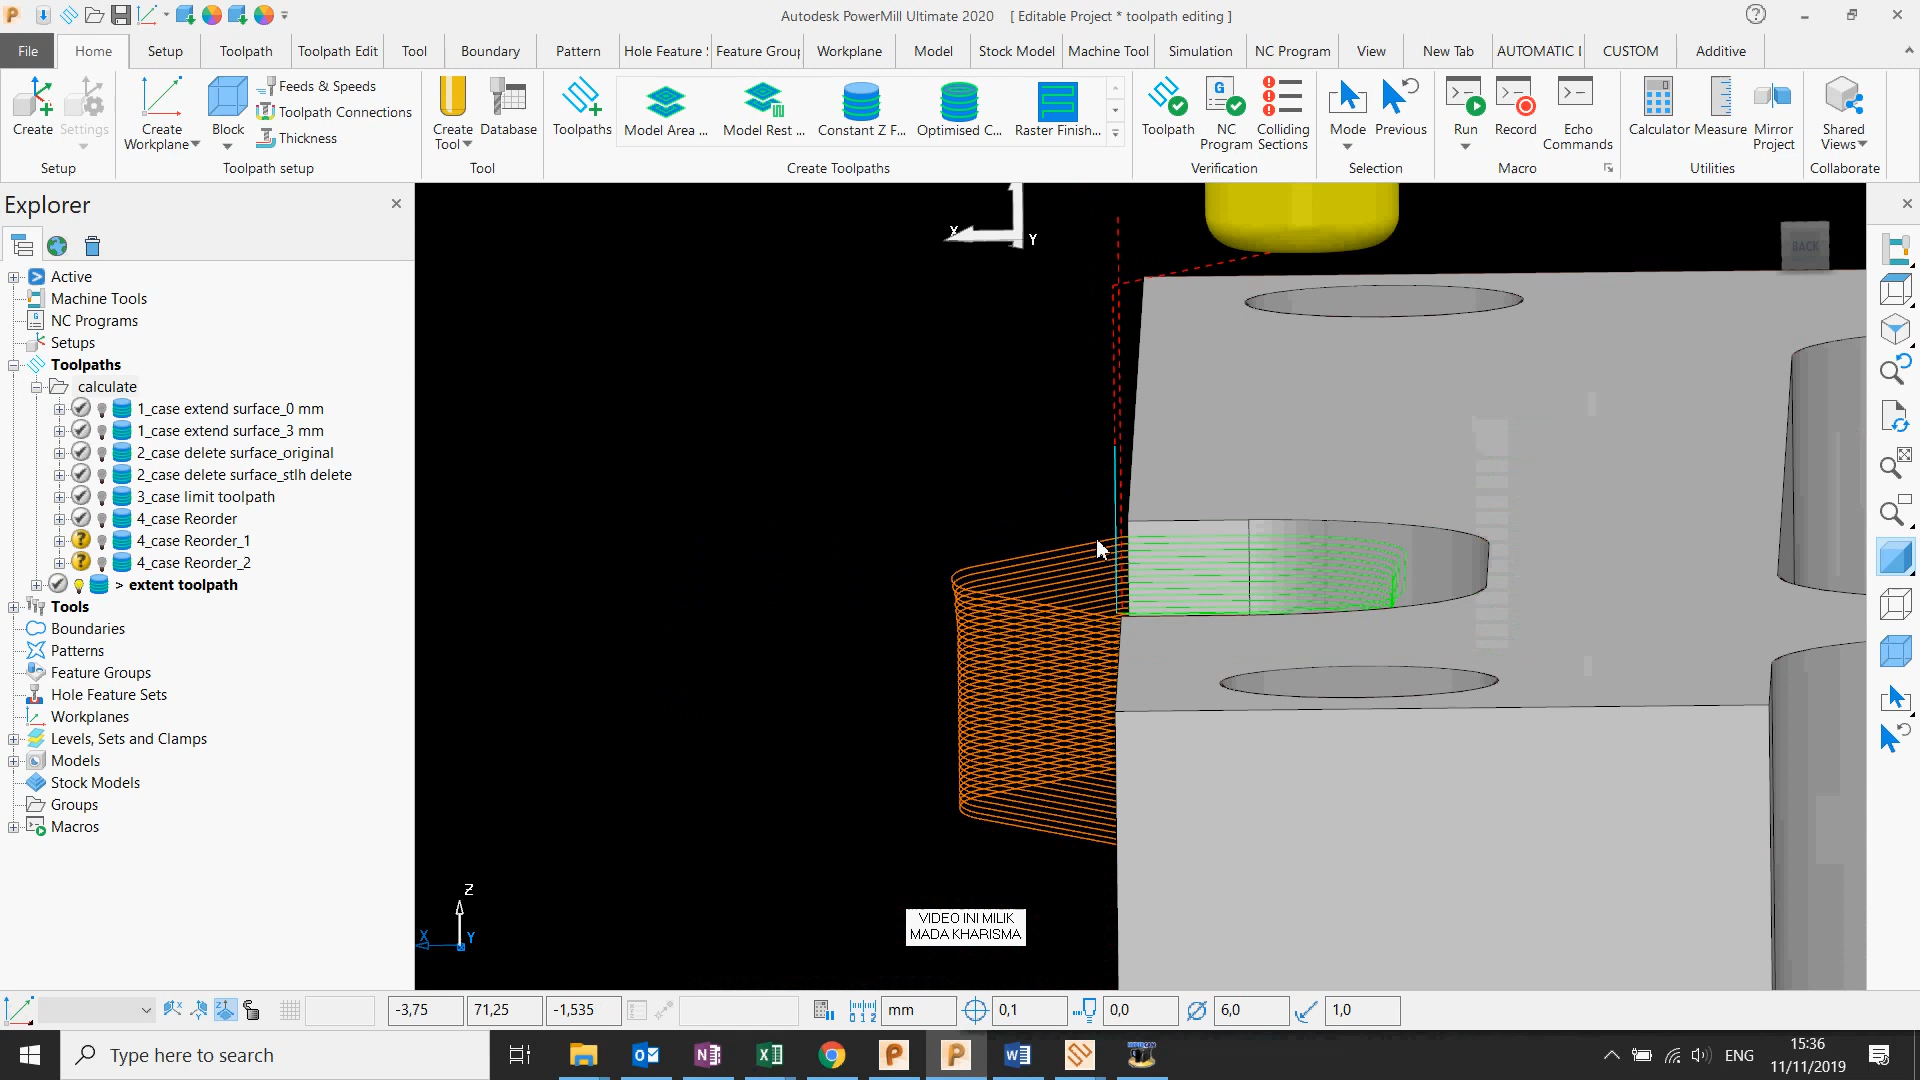 Autodesk PowerMill Ultimate 2020 [ Editable Project * toolpath editing ]
File Home Setup Toolpath Toolpath Edit Tool Boundary Pattern Hole Feature Feature Group Workplane Model Stock Model Machine Tool Simulation NC Program View New Tab AUTOMATIC CUSTOM Additive
Create
Settings
Setup
Create Workplane
Block
Feeds & Speeds
Toolpath Connections
Thickness
Toolpath setup
Create Tool
Database
Tool
Toolpaths
Model Area ...
Model Rest ...
Constant Z F...
Optimised C...
Raster Finish...
Create Toolpaths
Toolpath
NC Program
Colliding Sections
Verification
Mode
Previous
Selection
Run
Record
Echo Commands
Macro
Calculator
Measure
Mirror Project
Utilities
Shared Views
Collaborate
Explorer
Active
Machine Tools
NC Programs
Setups
Toolpaths
calculate
1_case extend surface_0 mm
1_case extend surface_3 mm
2_case delete surface_original
2_case delete surface_stlh delete
3_case limit toolpath
4_case Reorder
4_case Reorder_1
4_case Reorder_2
> extent toolpath
Tools
Boundaries
Patterns
Feature Groups
Hole Feature Sets
Workplanes
Levels, Sets and Clamps
Models
Stock Models
Groups
Macros
X
Y
BACK
Z
X
Y
VIDEO INI MILIK
MADA KHARISMA
-3,75 71,25 -1,535 mm 0,1 0,0 6,0 1,0
Type here to search
ENG
15:36
11/11/2019